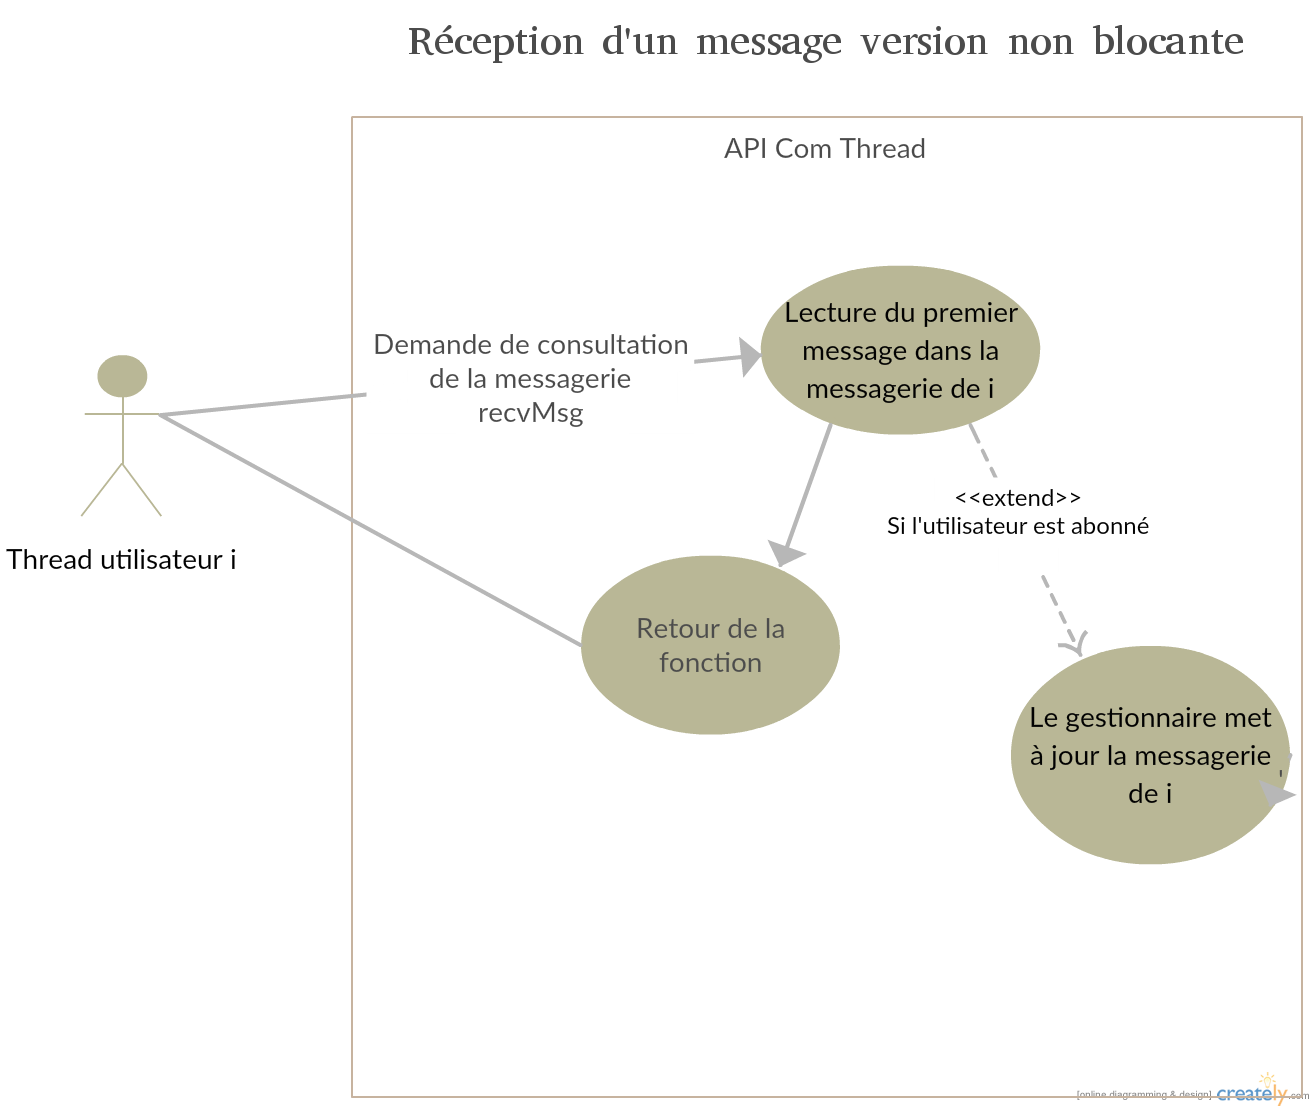 Réception d'un message version non blocante
API Com Thread
Lecture du premier
message dans la
messagerie de i
Demande de consultation
de la messagerie
recvMsg
<<extend>>
Si l'utilisateur est abonné
Thread utilisateur i
Retour de la
fonction
Le gestionnaire met
à jour la messagerie
de i
'
[online diagramming & design] creately.com